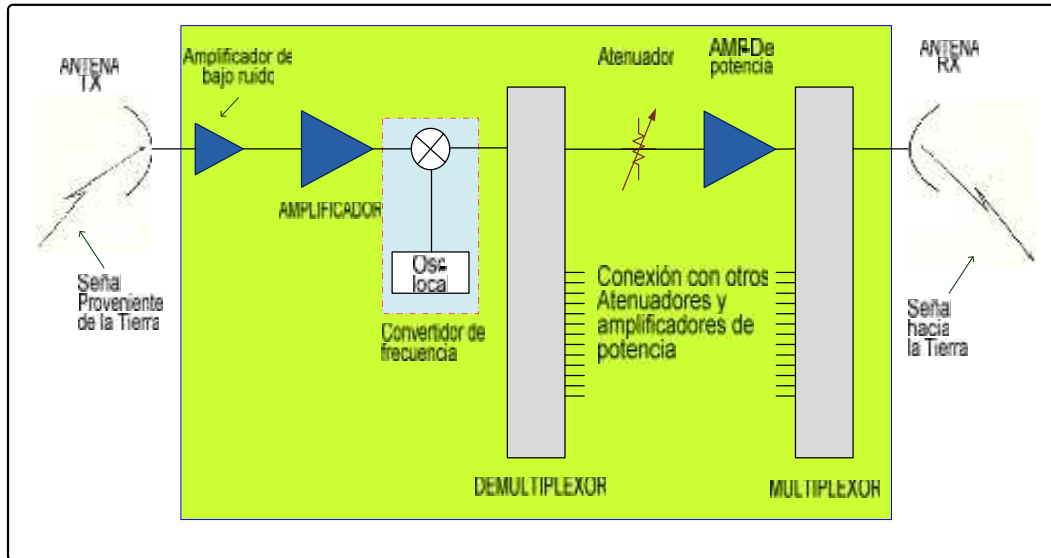 ANTENA
TX
Amplificador de
bajo ruido
Atenuador
AMP-De
potencia
ANTENA
RX
AMPLIFICADOR
Osc
local
Señal
Proveniente
de la Tierra
Convertidor de
frecuencia
Conexión con otros
Atenuadores y
amplificadores de
potencia
Señal
hacia
la Tierra
DEMULTIPLEXOR
MULTIPLEXOR